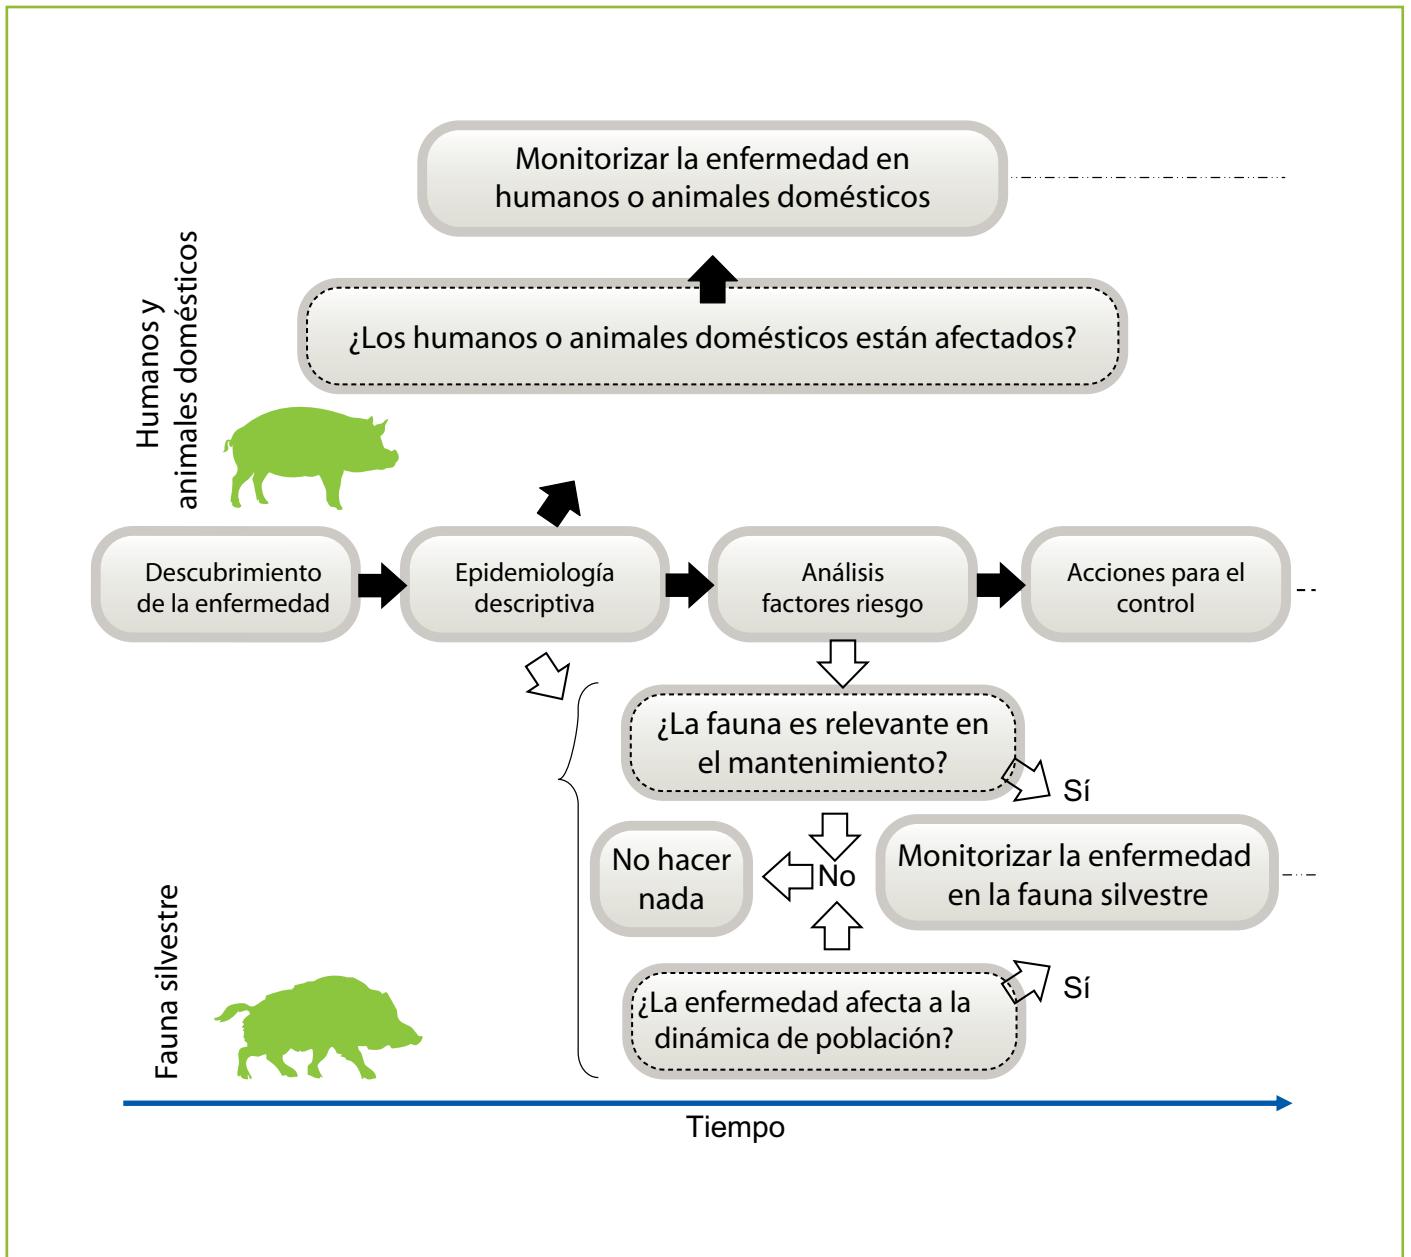 Monitorizar la enfermedad en
humanos o animales domésticos
¿Los humanos o animales domésticos están afectados?
Humanos y
animales doméstícos
Descubrimiento
de la enfermedad
Epidemiología
descriptiva
Análisis
factores riesgo
Acciones para el
control
¿La fauna es relevante en
el mantenimiento?
Sí
No hacer
nada
No
Monitorizar la enfermedad
en la fauna silvestre
¿La enfermedad afecta a la
dinámica de población?
Sí
Fauna silvestre
Tiempo